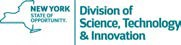 NEW YORK
STATE OF
OPPORTUNITY.
Division of
Science, Technology
& Innovation